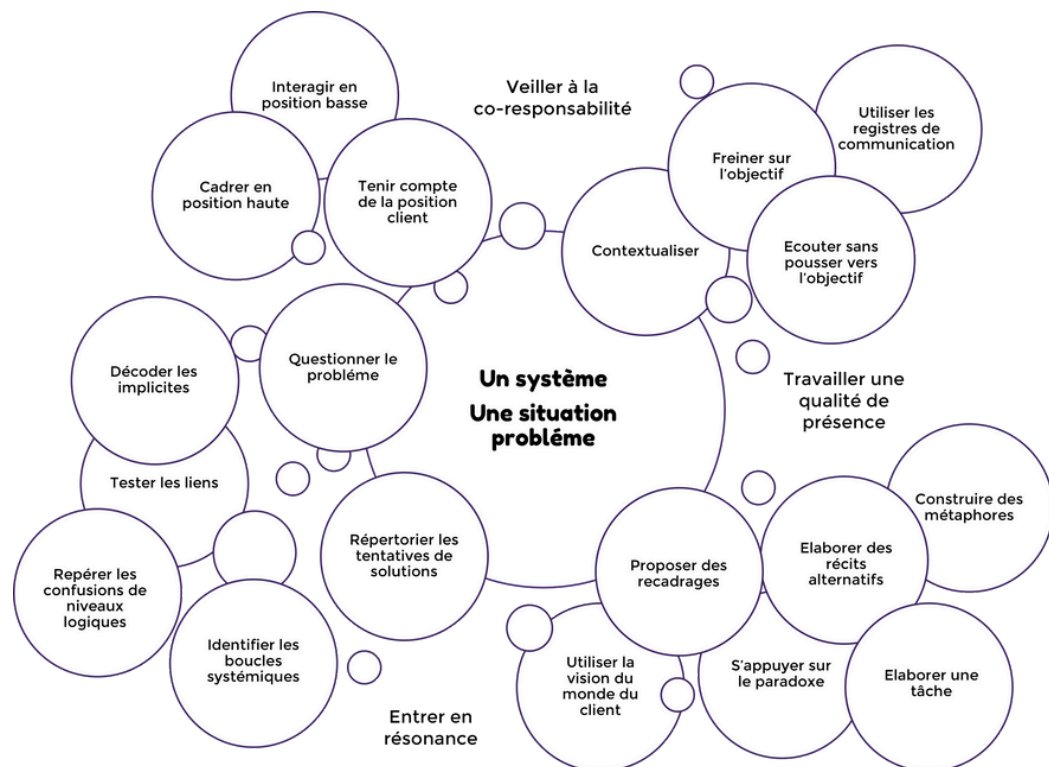 Interagir en
position basse
Veiller à la
co-responsabilité
Utiliser les
registres de
communication
Freiner sur
l'objectif
Cadrer en
position haute
Tenir compte
de la position
client
Contextualiser
Ecouter sans
pousser vers
l'objectif
Décoder les
implicites
Questionner le
probléme
Un système
Une situation
probléme
Travailler une
qualité de
présence
Tester les liens
Construire des
métaphores
Répertorier les
tentatives de
solutions
Proposer des
recadrages
Elaborer des
récits
alternatifs
Repérer les
confusions de
niveaux
logiques
Identifier les
boucles
systémiques
Utiliser la
vision du
monde du
client
S'appuyer sur
le paradoxe
Elaborer une
tâche
Entrer en
résonance